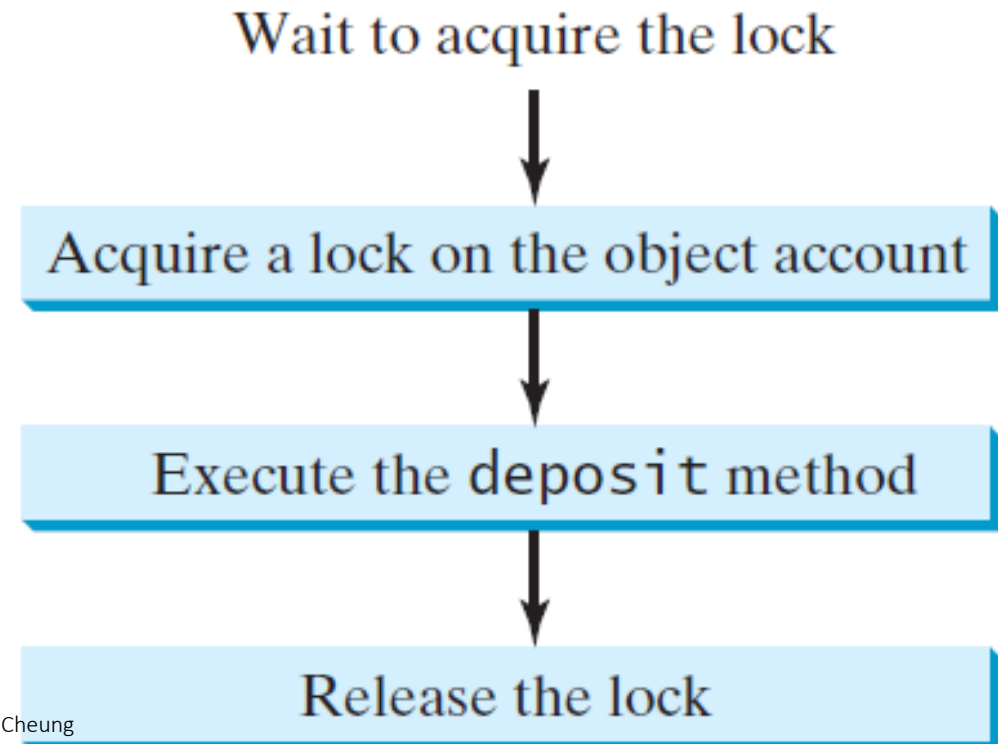 Wait to acquire the lock
Acquire a lock on the object account
Execute the deposit method
Release the lock
Cheung